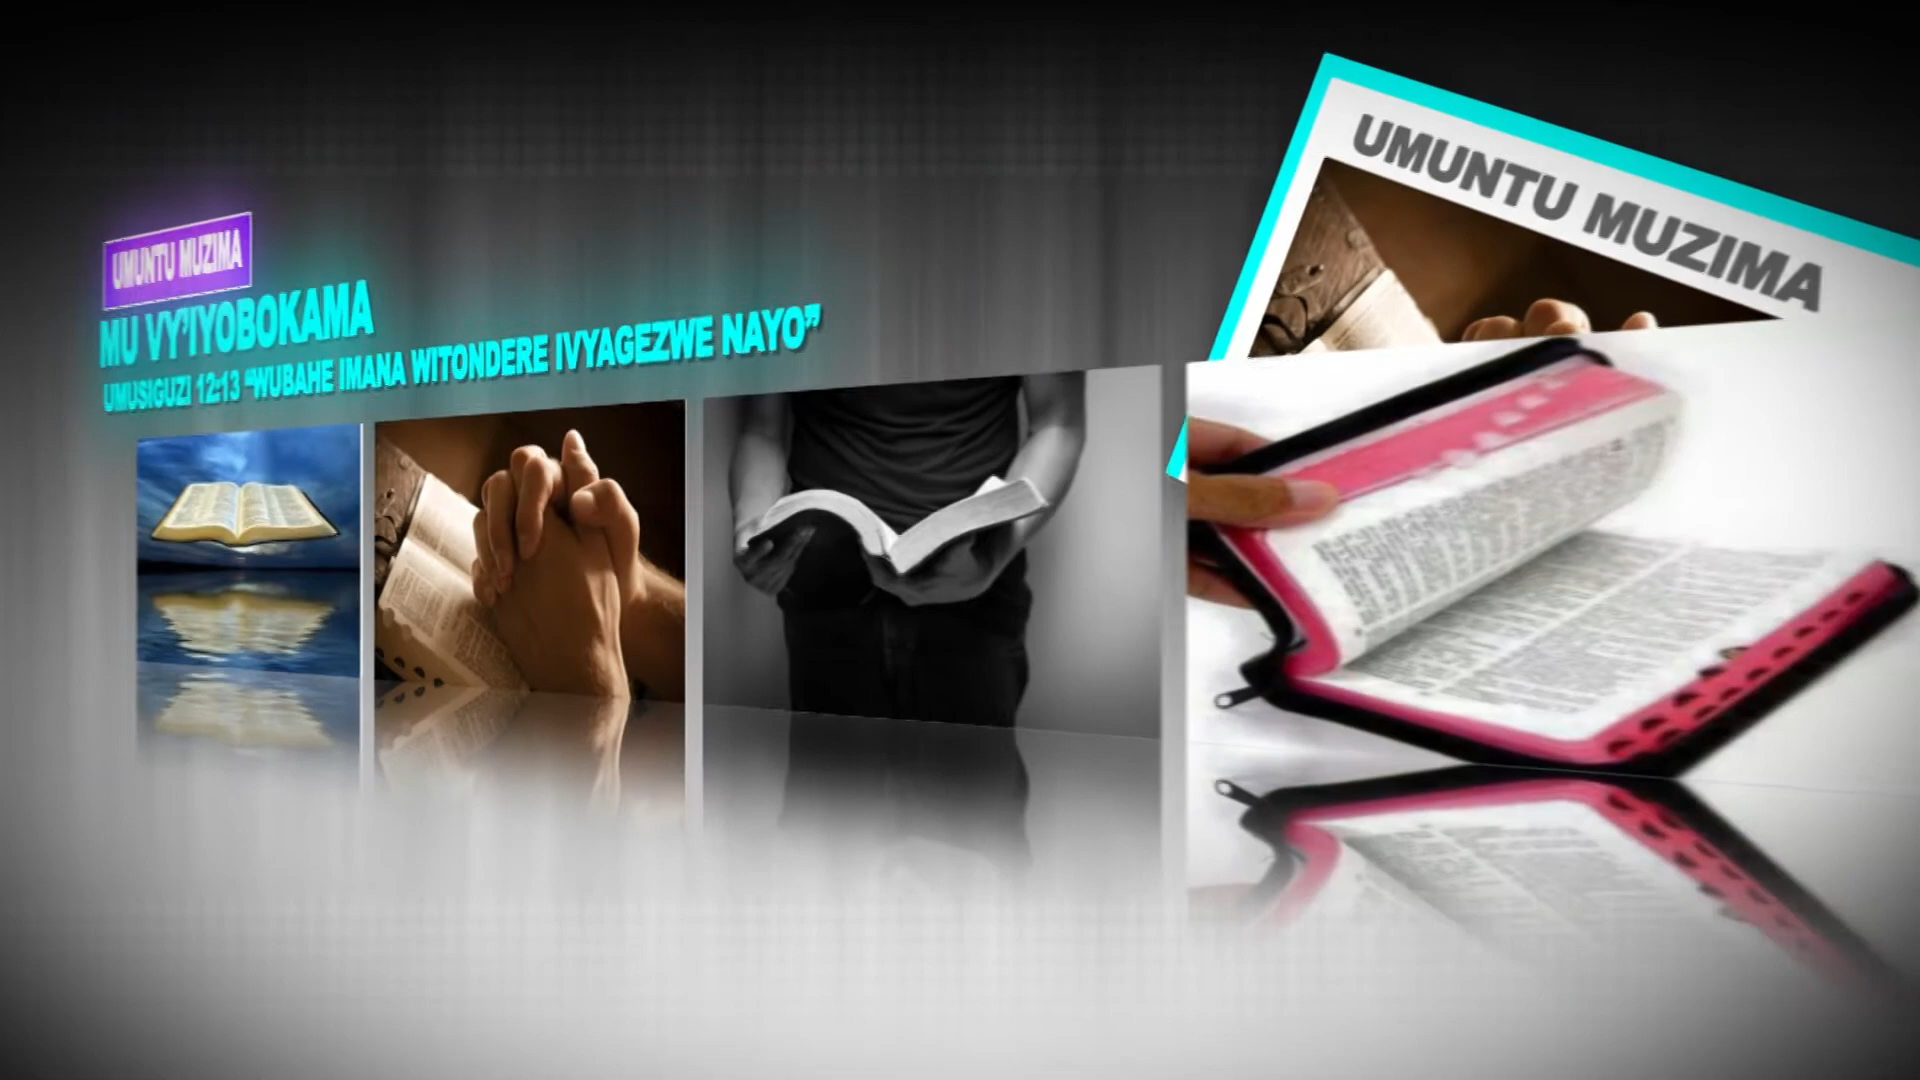 UMUNTU MUZIMA
MU VY'IYOBOKAMA
UMUSIGUZI 12:13 “WUBAHE IMANA WITONDERE IVYAGEZWE NAYO”
UMUNTU MUZIMA